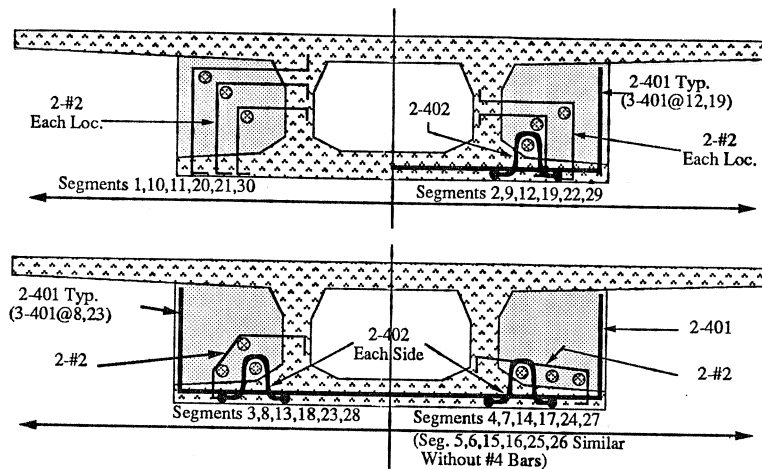 2-#2
Each Loc.
2-402
2-401 Typ.
(3-401@12,19)
2-#2
Each Loc.
Segments 1,10,11,20,21,30
Segments 2,9,12,19,22,29
2-401 Typ.
(3-401@8,23)
2-#2
2-402
Each Side
2-401
2-#2
Segments 3,8,13,18,23,28
Segments 4,7,14,17,24,27
(Seg. 5,6,15,16,25,26 Similar
Without #4 Bars)